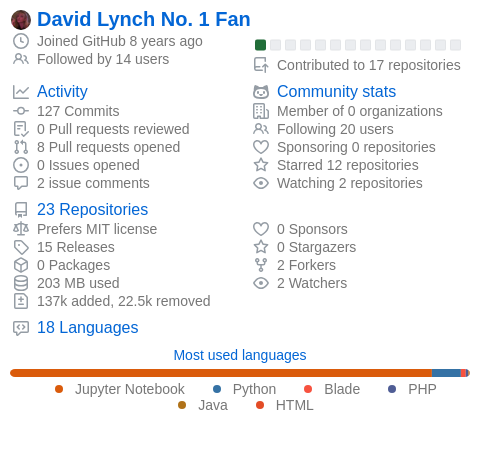 David Lynch No. 1 Fan
Joined GitHub 8 years ago
Followed by 14 users
Contributed to 17 repositories
Activity
127 Commits
0 Pull requests reviewed
8 Pull requests opened
0 Issues opened
2 issue comments
Community stats
Member of 0 organizations
Following 20 users
Sponsoring 0 repositories
Starred 12 repositories
Watching 2 repositories
23 Repositories
Prefers MIT license
15 Releases
0 Packages
203 MB used
137k added, 22.5k removed
0 Sponsors
0 Stargazers
2 Forkers
2 Watchers
18 Languages
Most used languages
Jupyter Notebook Python Blade PHP
Java HTML